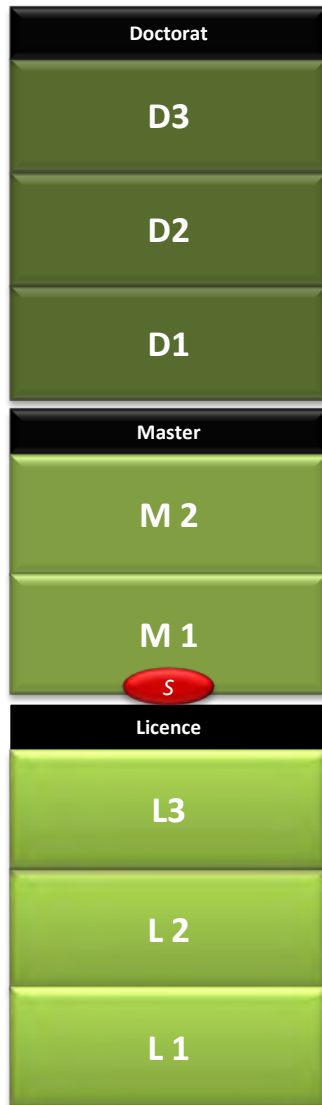 Doctorat
D3
D2
D1
Master
M 2
M 1
S
Licence
L3
L 2
L 1